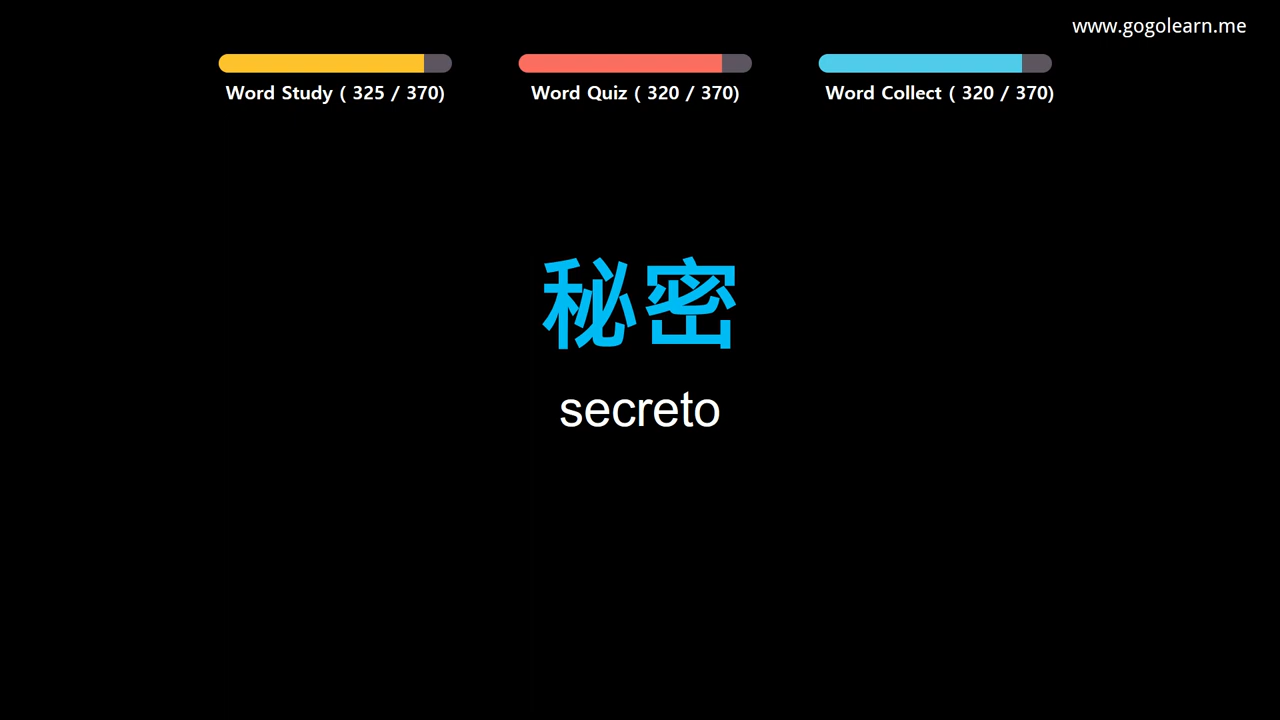 www.gogolearn.me
Word Study ( 325 / 370)
Word Quiz ( 320 / 370)
Word Collect ( 320 / 370)
秘密
secreto